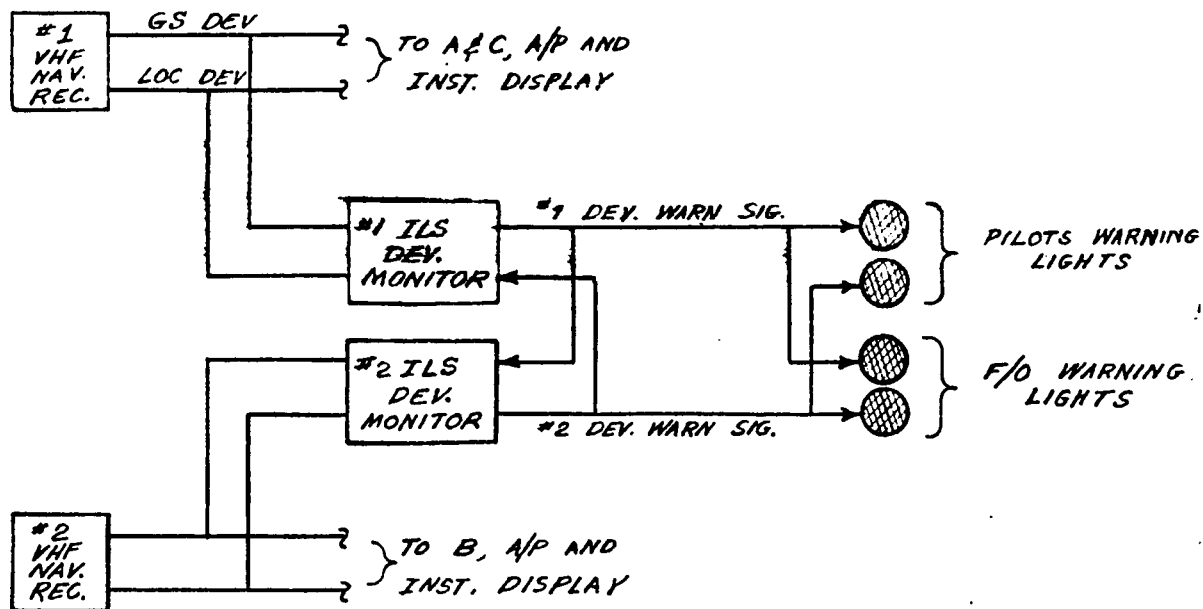 #1
VHF
NAV.
REC.
GS DEV
LOC DEV
TO A&C, A/P AND
INST. DISPLAY
#1 ILS
DEV.
MONITOR
#1 DEV. WARN SIG.
PILOTS WARNING
LIGHTS
#2 ILS
DEV.
MONITOR
#2 DEV. WARN SIG.
F/O WARNING
LIGHTS
#2
VHF
NAV.
REC.
TO B, A/P AND
INST. DISPLAY